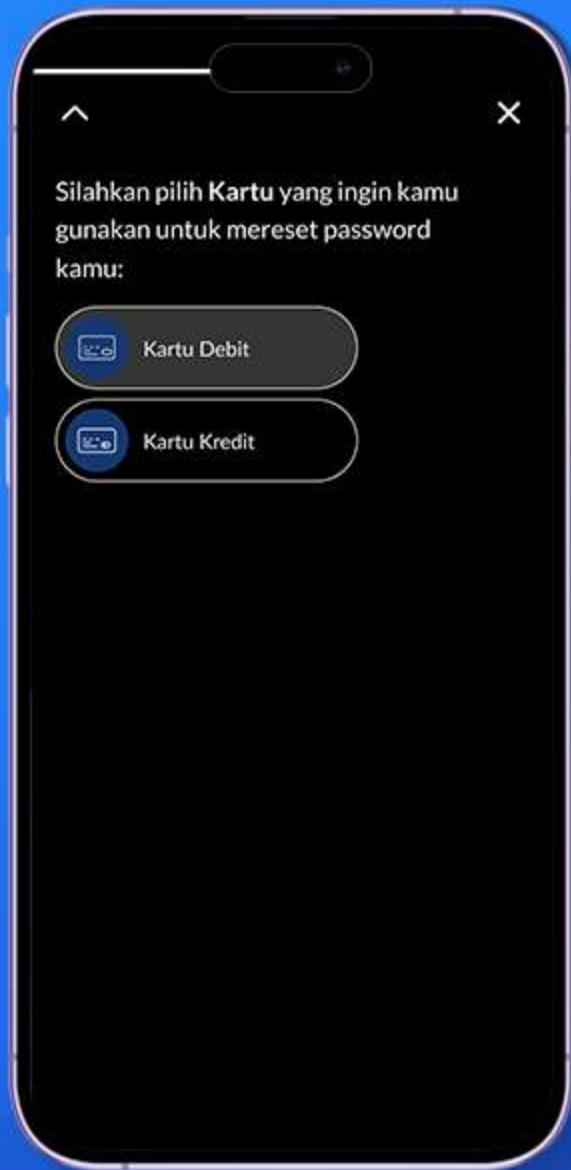 Silahkan pilih Kartu yang ingin kamu
gunakan untuk mereset password
kamu:
Kartu Debit
Kartu Kredit